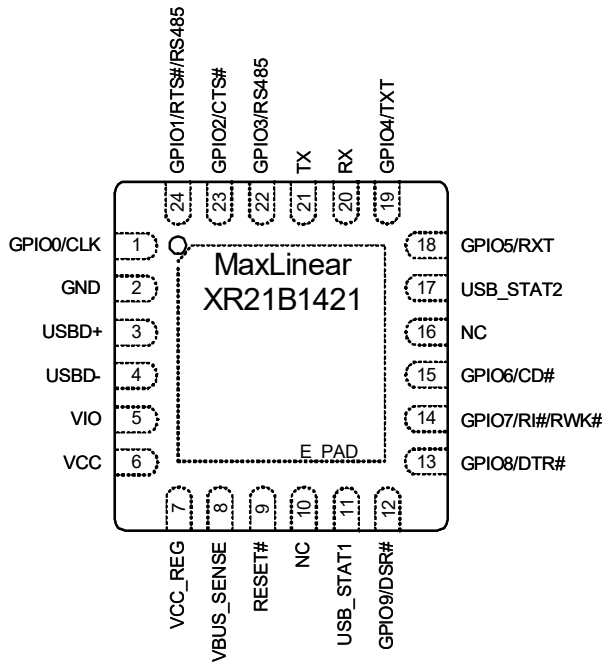 GPIO1/RTS#/RS485
GPIO2/CTS#
GPIO3/RS485
TX
RX
GPIO4/TXT
24
23
22
21
20
19
GPIO0/CLK 1
GND 2
USBD+ 3
USBD- 4
VIO 5
VCC 6
MaxLinear
XR21B1421
E_PAD
18 GPIO5/RXT
17 USB_STAT2
16 NC
15 GPIO6/CD#
14 GPIO7/RI#/RWK#
13 GPIO8/DTR#
7
8
9
10
11
12
VCC_REG
VBUS_SENSE
RESET#
NC
USB_STAT1
GPIO9/DSR#